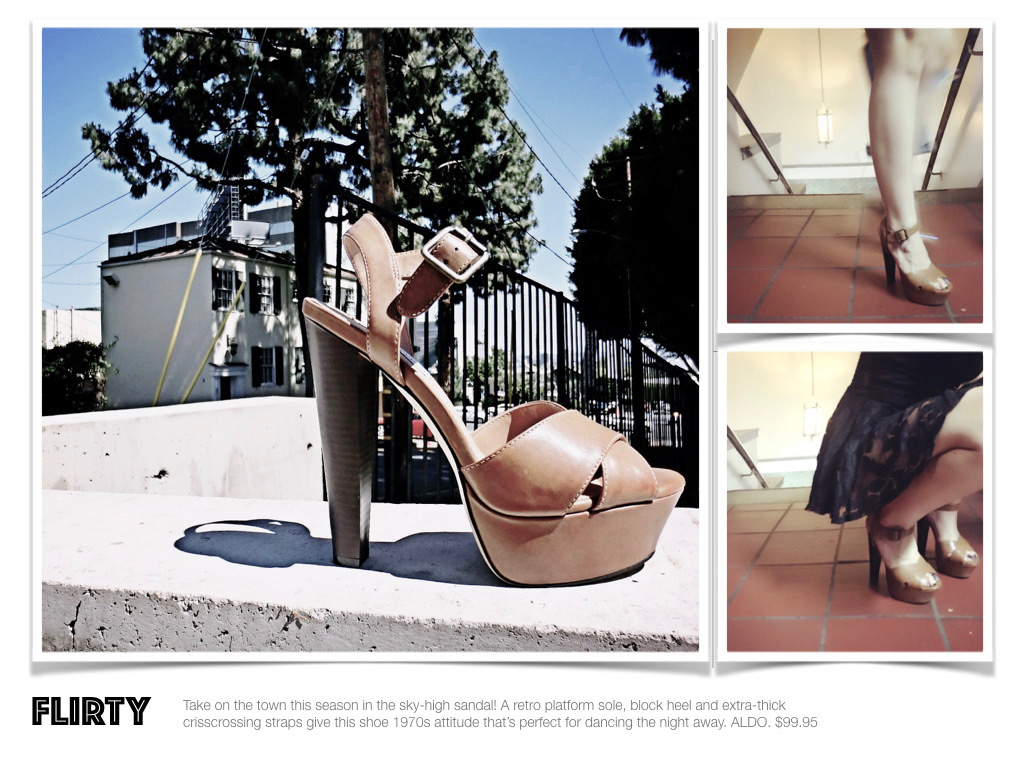 FLIRTY
Take on the town this season in the sky-high sandal! A retro platform sole, block heel and extra-thick
crisscrossing straps give this shoe 1970s attitude that's perfect for dancing the night away. ALDO. $99.95